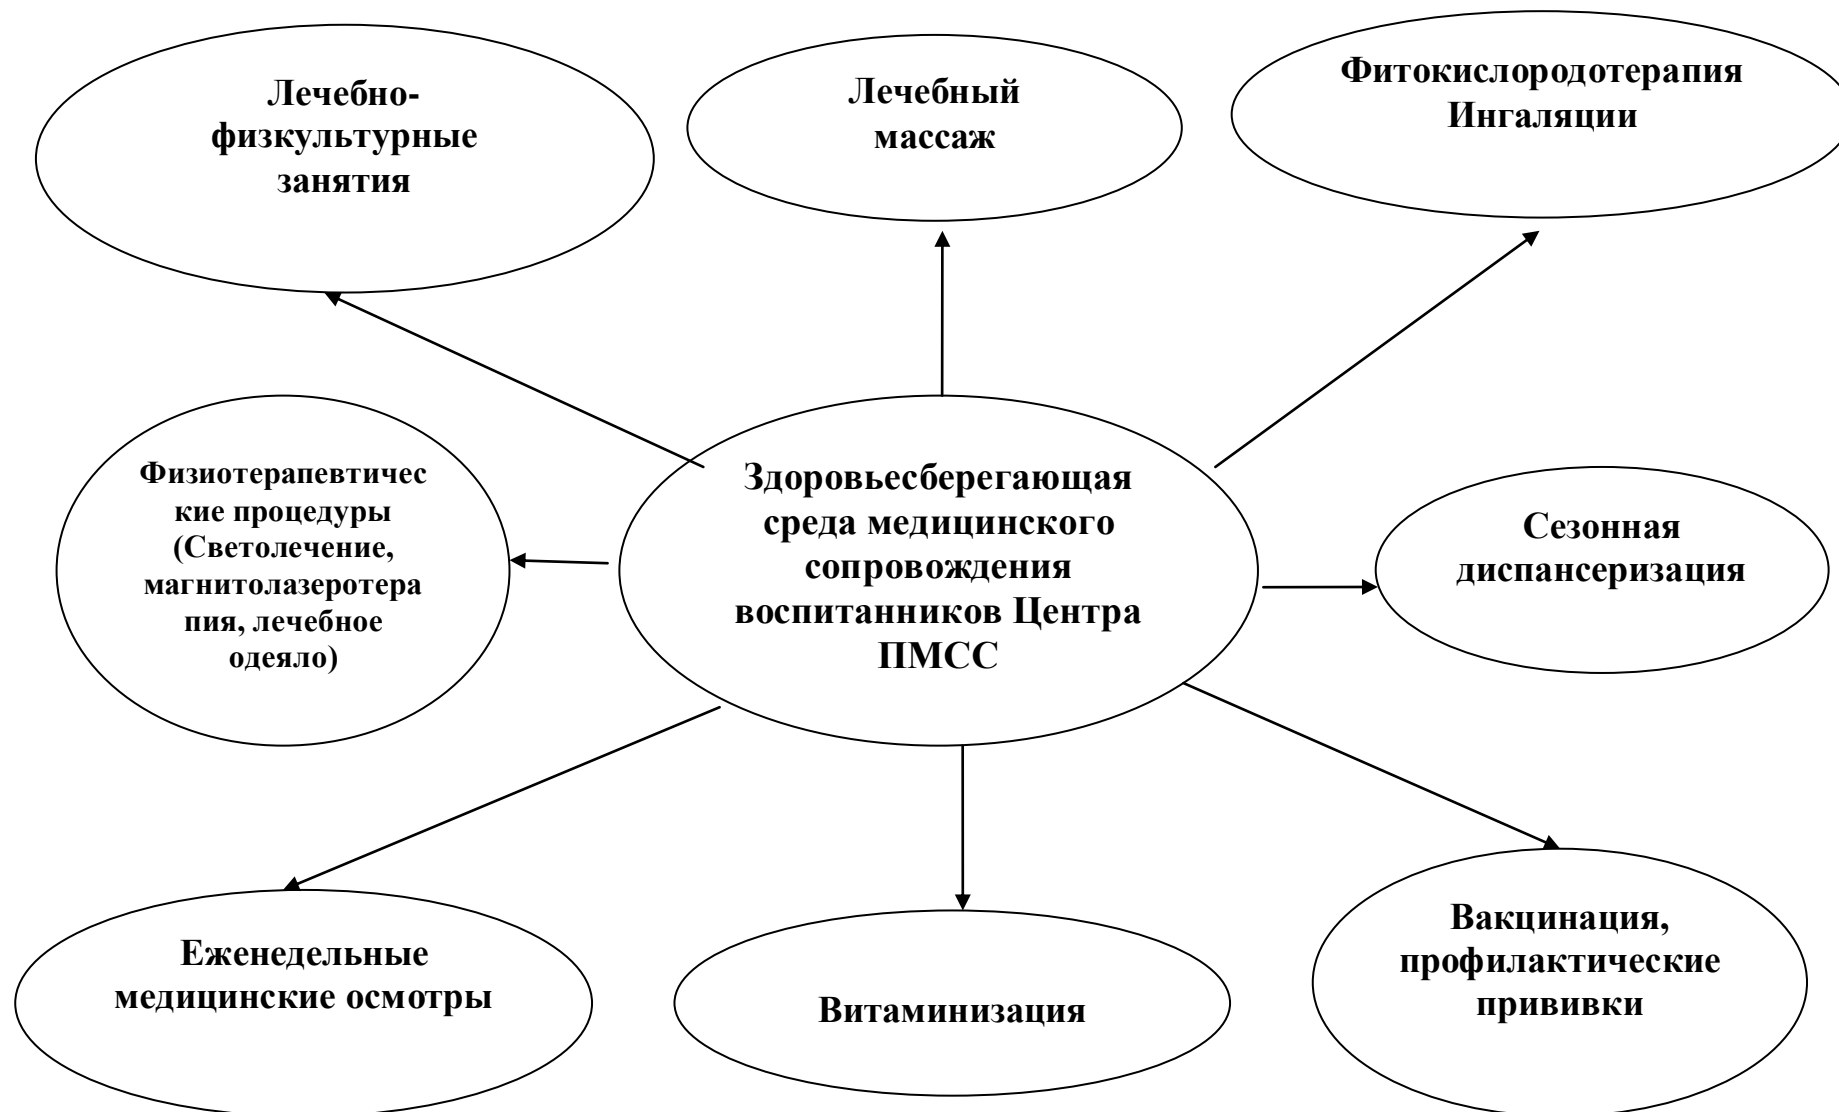 Лечебно-
физкультурные
занятия
Лечебный
массаж
Фитокислородотерапия
Ингаляции
Физиотерапевтичес
кие процедуры
(Светолечение,
магнитолазеротера
пия, лечебное
одеяло)
Здоровьесберегающая
среда медицинского
сопровождения
воспитанников Центра
ПМСС
Сезонная
диспансеризация
Еженедельные
медицинские осмотры
Витаминизация
Вакцинация,
профилактические
прививки